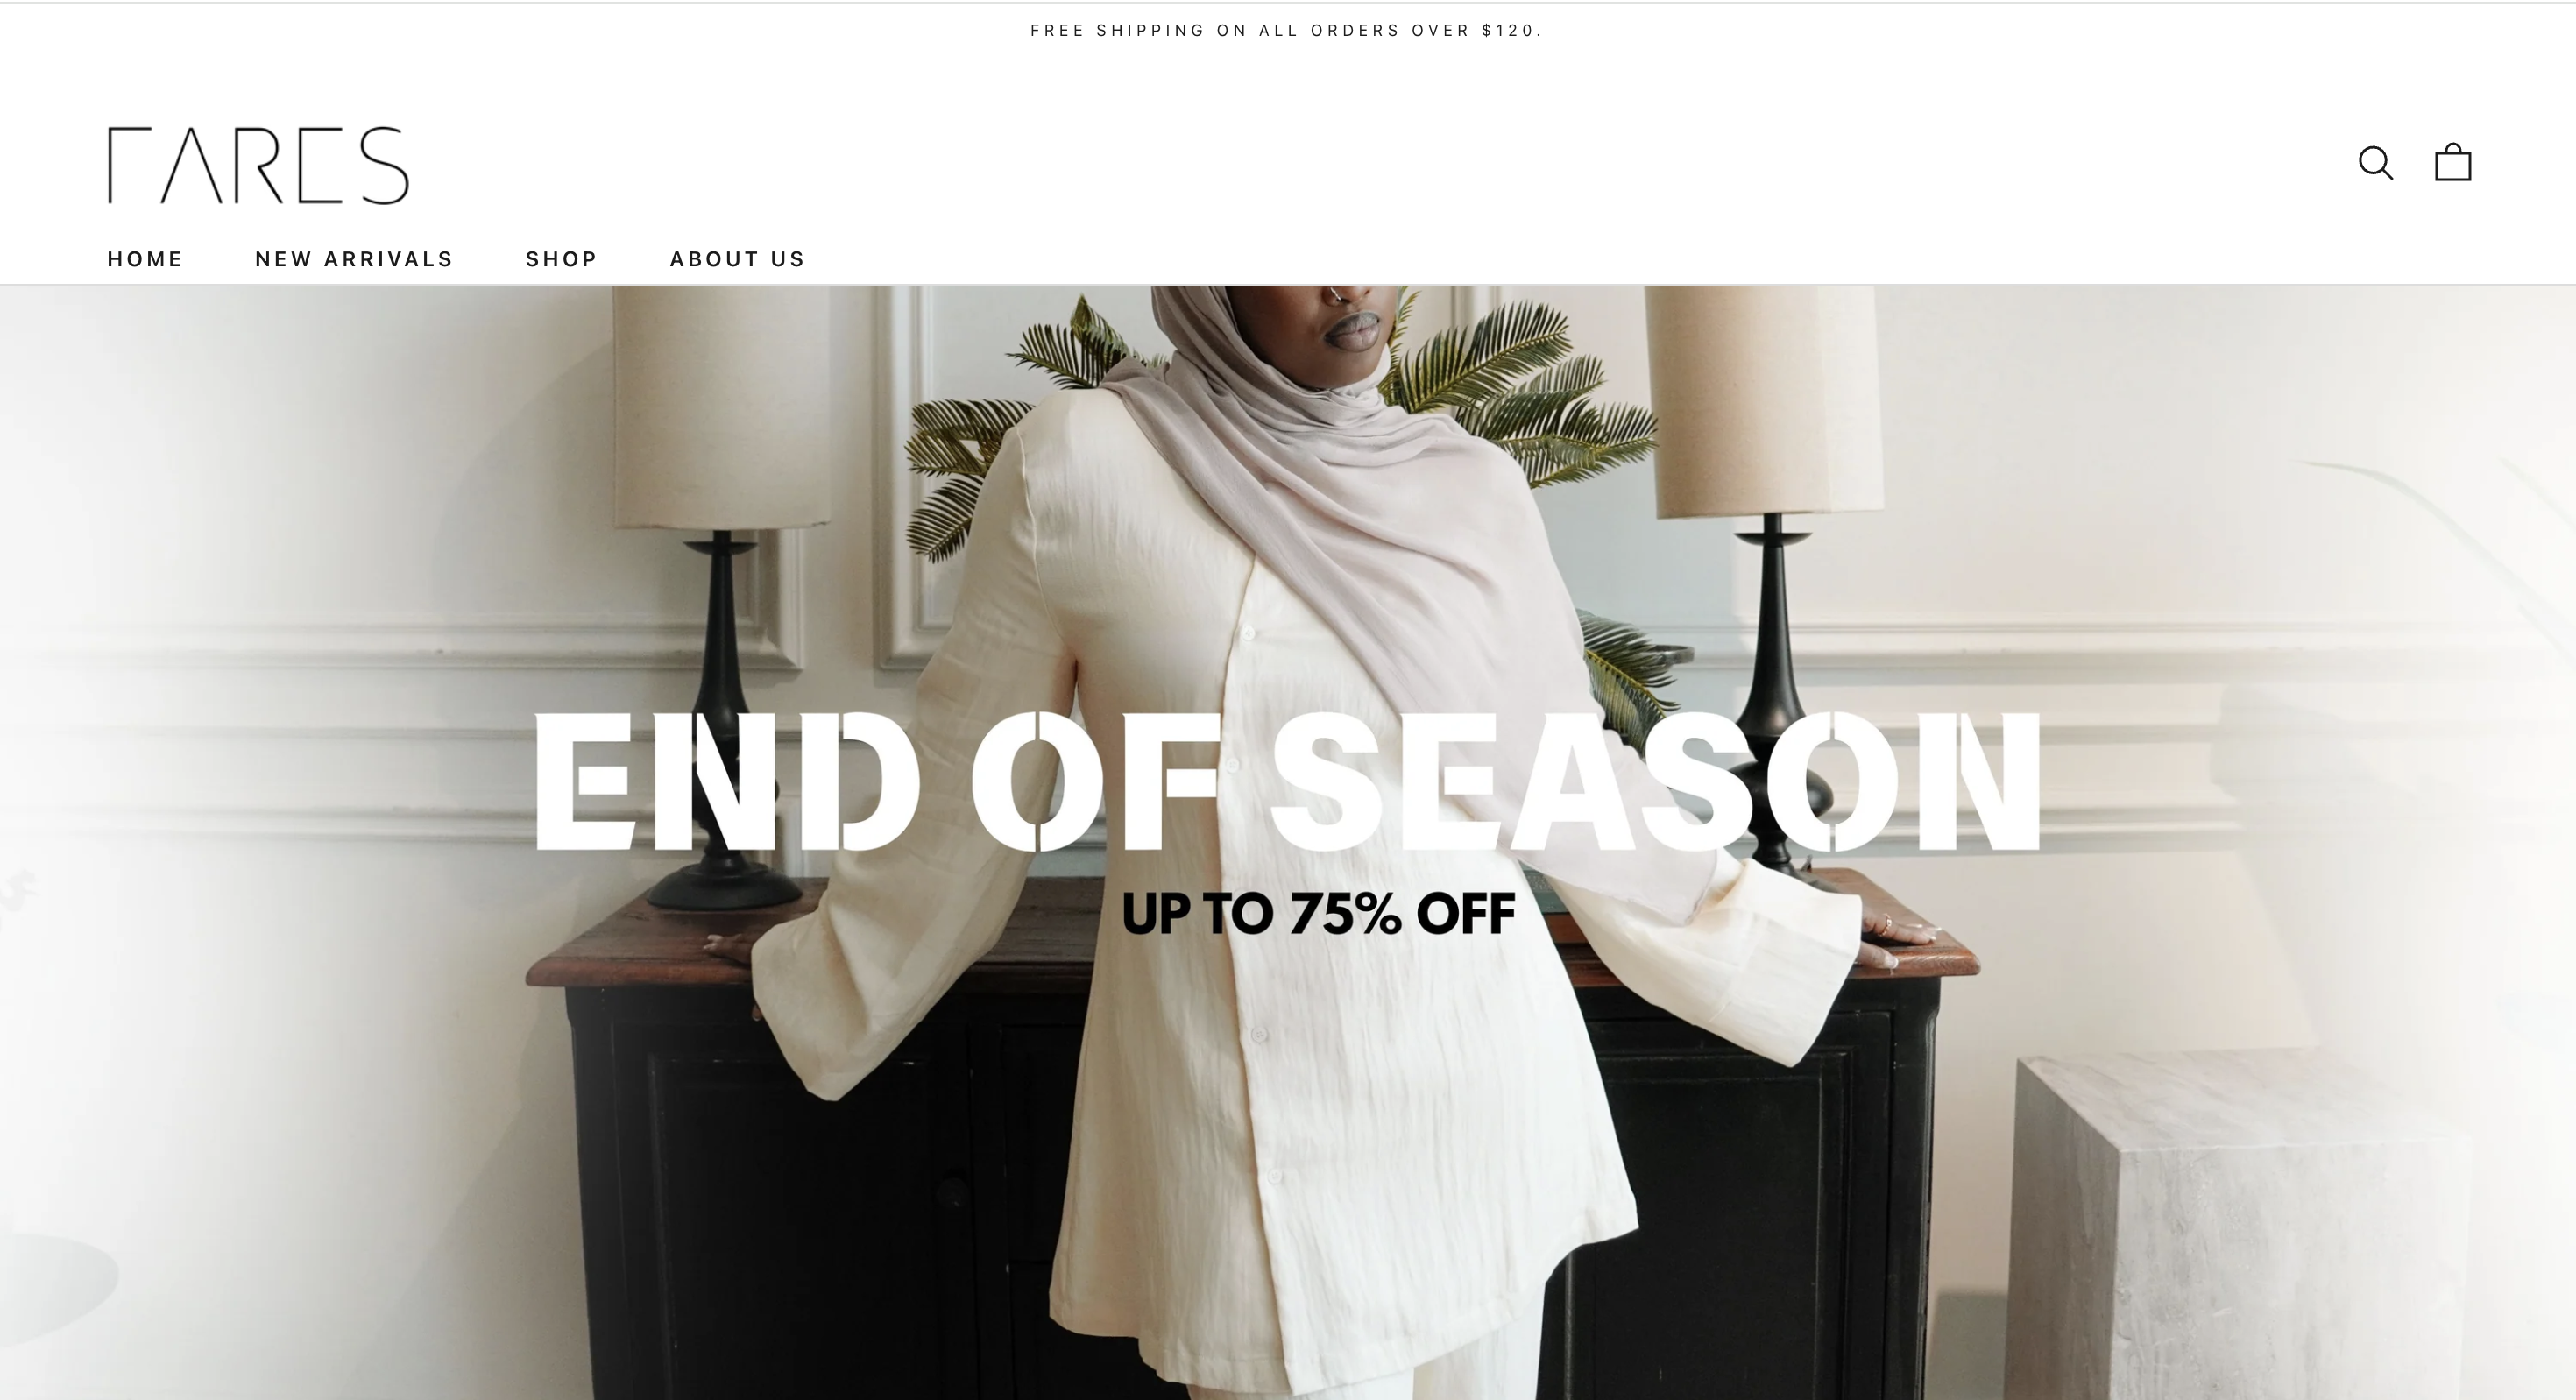 FREE SHIPPING ON ALL ORDERS OVER $120.
FARES
HOME NEW ARRIVALS SHOP ABOUT US
END OF SEASON
UP TO 75% OFF